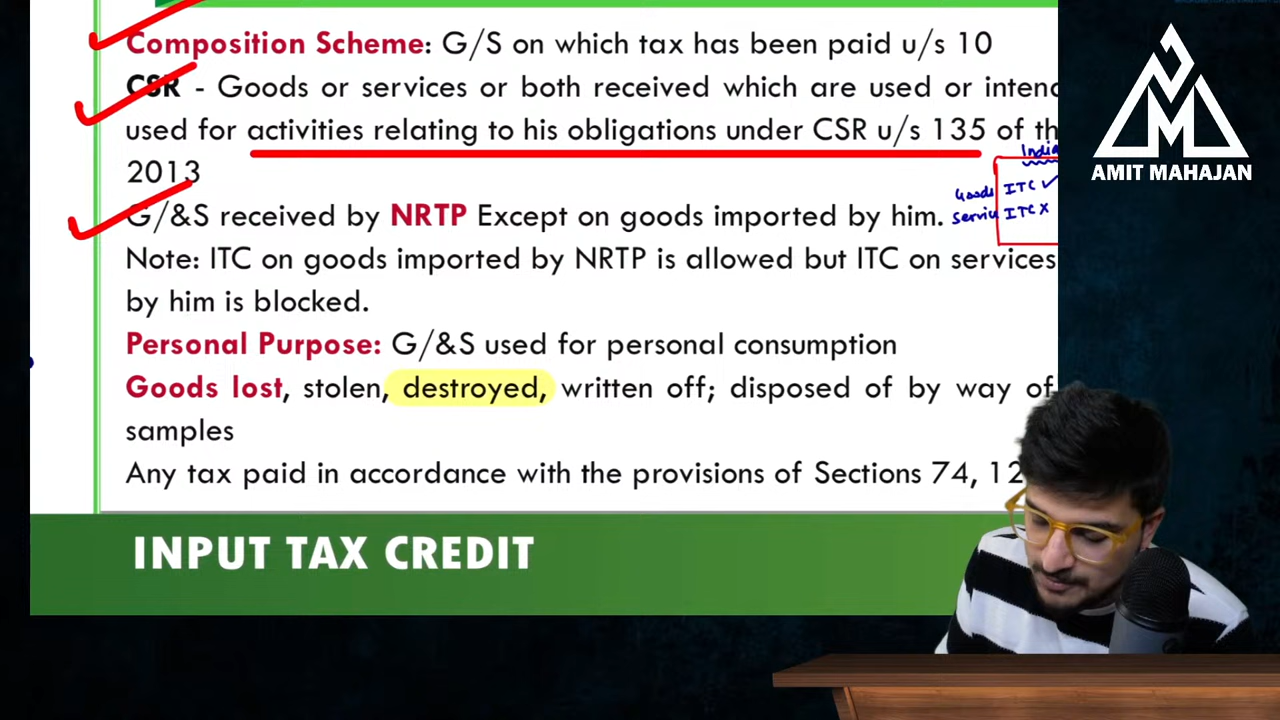 Composition Scheme: G/S on which tax has been paid u/s 10
CSR - Goods or services or both received which are used or intend
used for activities relating to his obligations under CSR u/s 135 of th
2013
G/&S received by NRTP Except on goods imported by him.
India
Goods ITC ✓
Servic ITC X
Note: ITC on goods imported by NRTP is allowed but ITC on services
by him is blocked.
Personal Purpose: G/&S used for personal consumption
Goods lost, stolen, destroyed, written off; disposed of by way of
samples
Any tax paid in accordance with the provisions of Sections 74, 12
INPUT TAX CREDIT
AMIT MAHAJAN